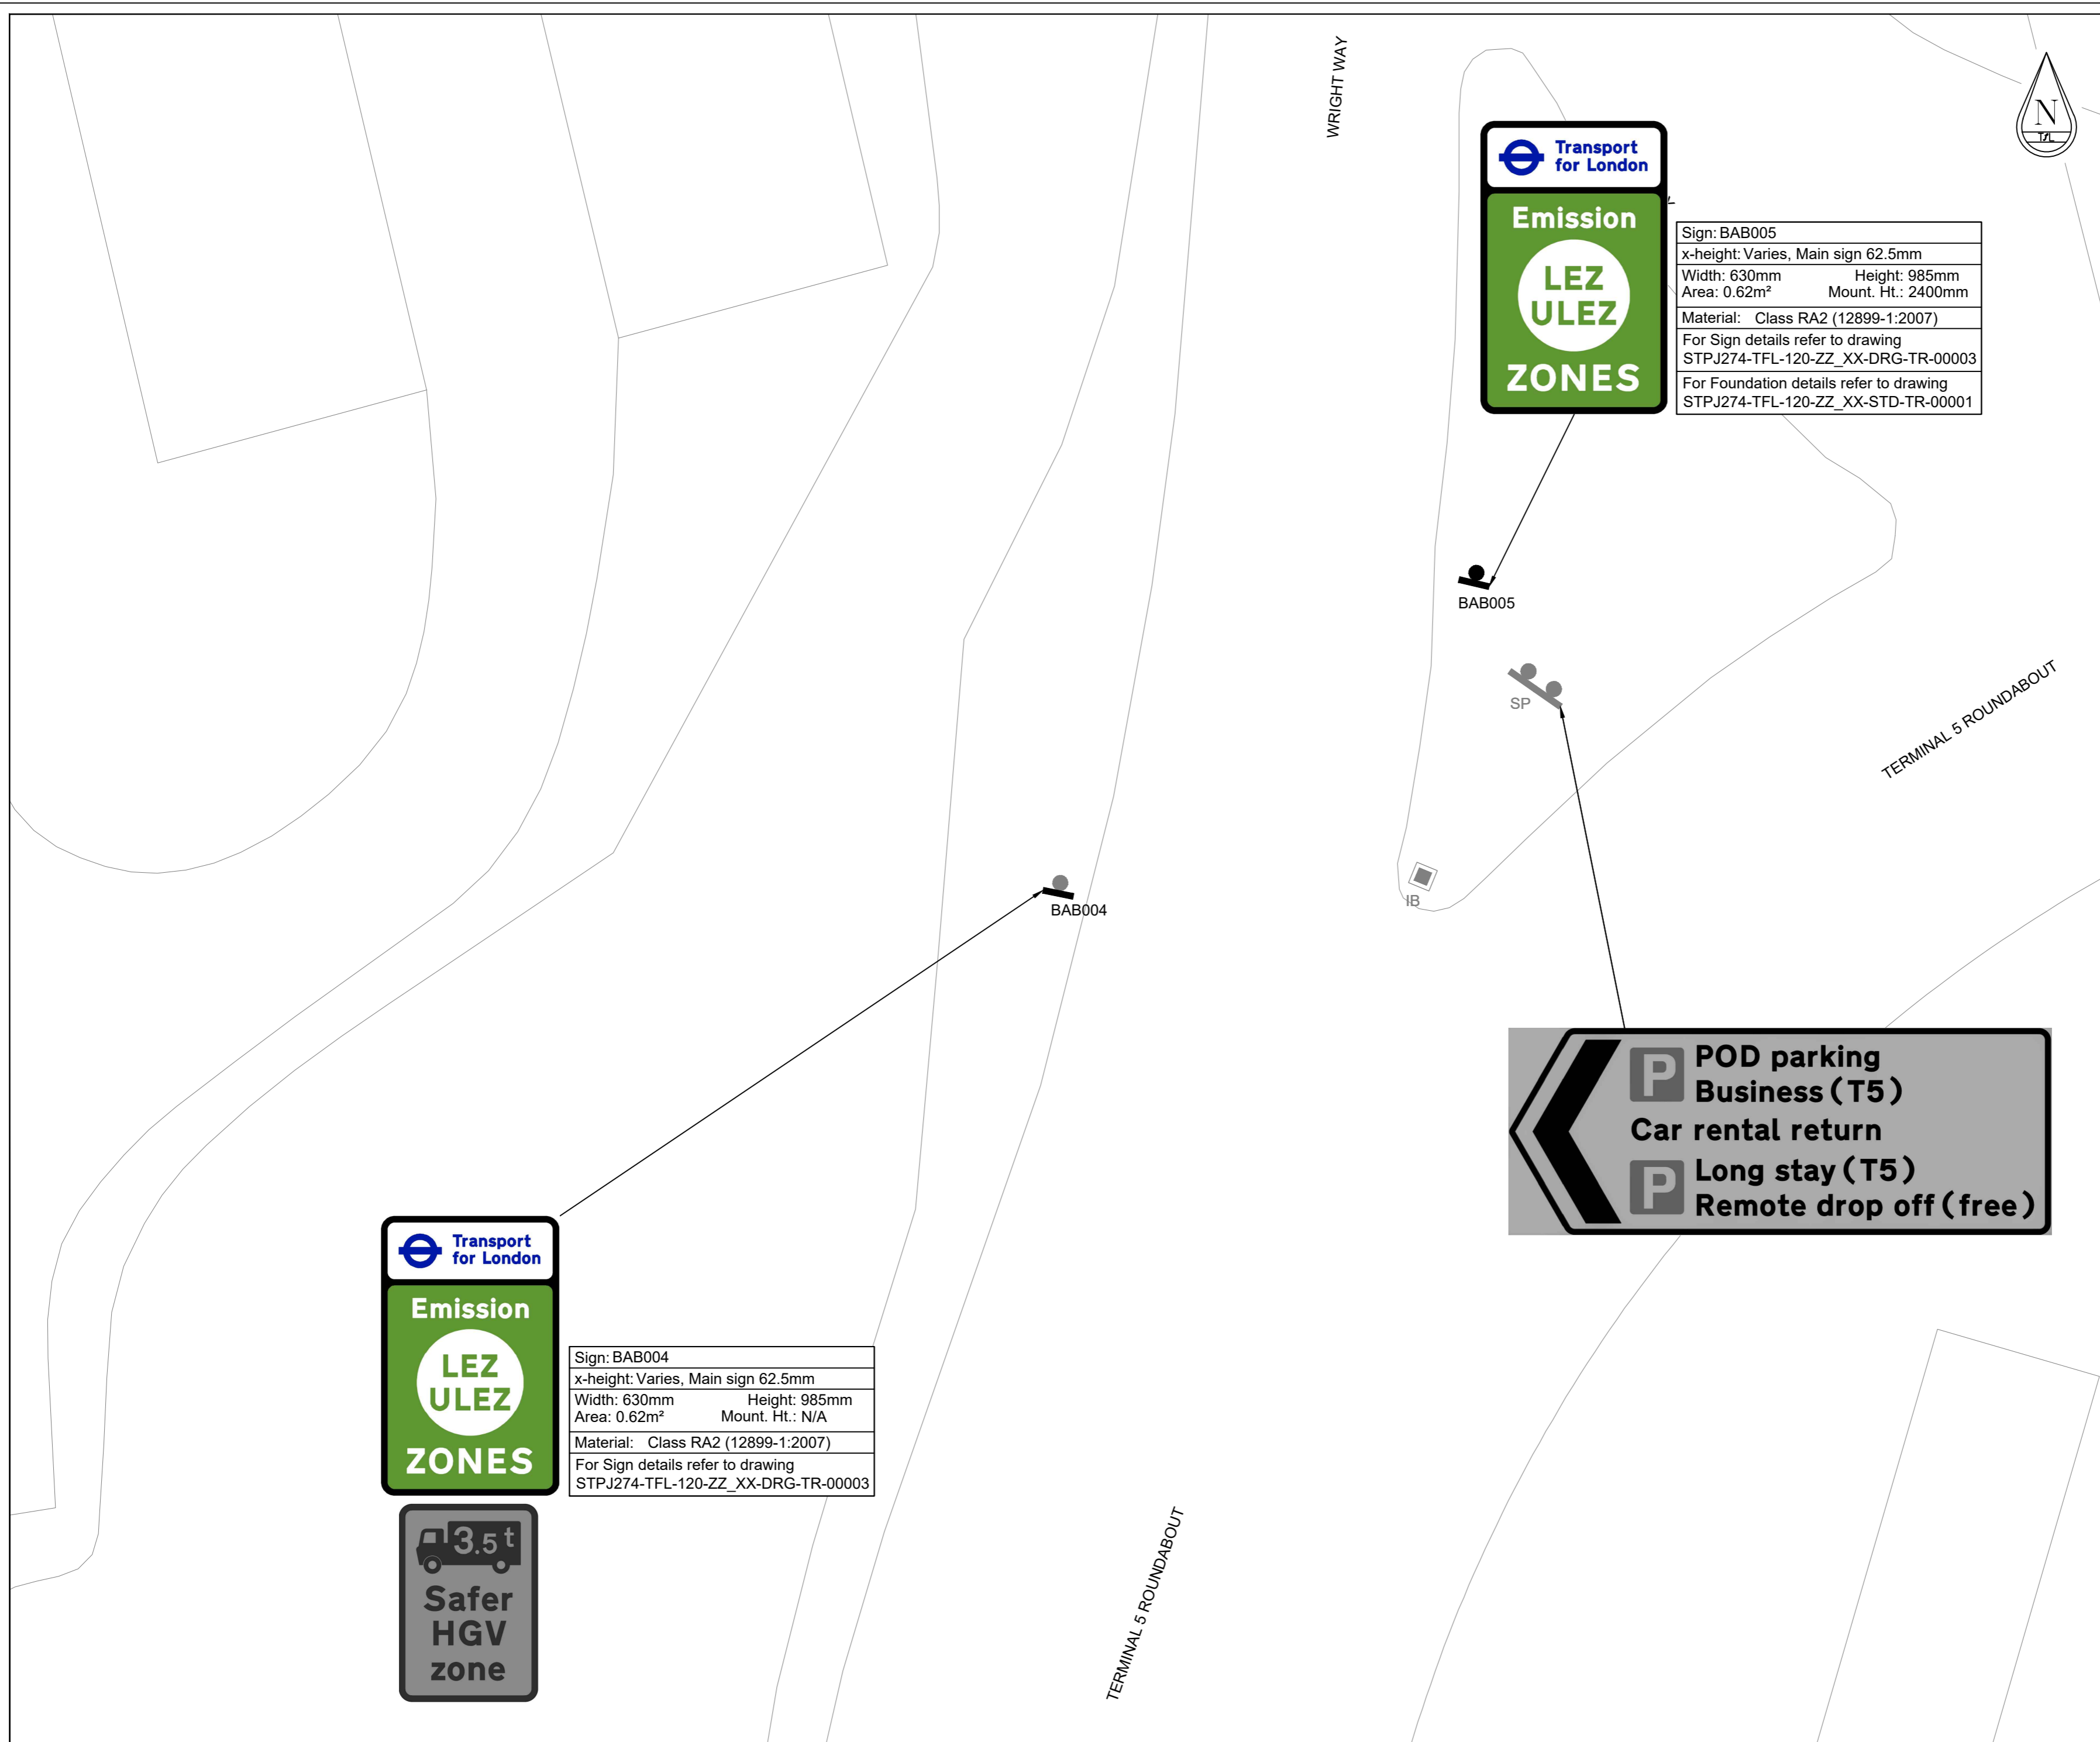 WRIGHT WAY
N
TfL
Transport
for London
Emission
LEZ
ULEZ
ZONES
Sign: BAB005
x-height: Varies, Main sign 62.5mm
Width: 630mm Height: 985mm
Area: 0.62m² Mount. Ht.: 2400mm
Material: Class RA2 (12899-1:2007)
For Sign details refer to drawing
STPJ274-TFL-120-ZZ_XX-DRG-TR-00003
For Foundation details refer to drawing
STPJ274-TFL-120-ZZ_XX-STD-TR-00001
BAB005
SP
TERMINAL 5 ROUNDABOUT
IB
BAB004
P POD parking
Business (T5)
Car rental return
P Long stay (T5)
Remote drop off (free)
Transport
for London
Emission
LEZ
ULEZ
ZONES
Sign: BAB004
x-height: Varies, Main sign 62.5mm
Width: 630mm Height: 985mm
Area: 0.62m² Mount. Ht.: N/A
Material: Class RA2 (12899-1:2007)
For Sign details refer to drawing
STPJ274-TFL-120-ZZ_XX-DRG-TR-00003
3.5 t
Safer
HGV
zone
TERMINAL 5 ROUNDABOUT